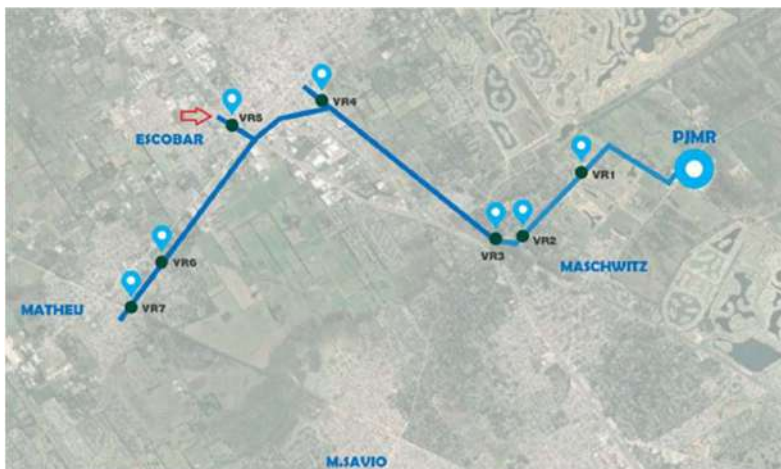 VR4
VR5
ESCOBAR
PJMR
VR1
VR2
VR3
MASCHWITZ
VR6
MATHEU
VR7
M.SAVIO